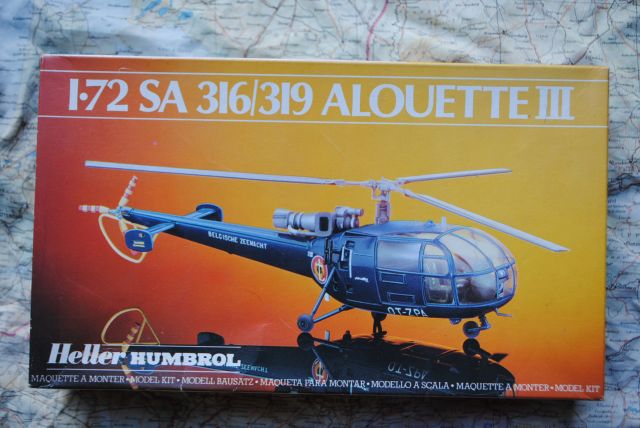 1·72 SA 316/319 ALOUETTE III
BELGISCHE ZEEMACHT
OT-ZPA
Heller HUMBROL
MAQUETTE A MONTER • MODEL KIT • MODELL BAUSATZ • MAQUETA PARA MONTAR • MODELLO A SCALA • MAQUETTE A MONTER • MODEL KIT